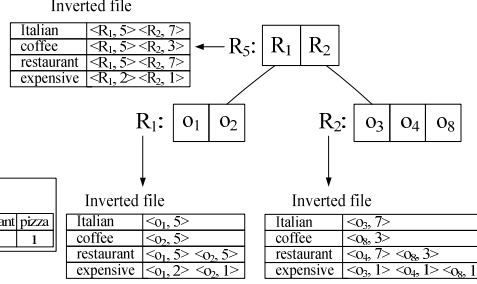 Inverted file
Italian <R1, 5> <R2, 7>
coffee <R1, 5> <R2, 3>
restaurant <R1, 5> <R2, 7>
expensive <R1, 2> <R2, 1>
R5: R1 R2
R1: o1 o2
R2: o3 o4 o8
pizza
1
Inverted file
Italian <o1, 5>
coffee <o2, 5>
restaurant <o1, 5> <o2, 5>
expensive <o1, 2> <o2, 1>
Inverted file
Italian <o3, 7>
coffee <o8, 3>
restaurant <o4, 7> <o8, 3>
expensive <o3, 1> <o4, 1> <o8, 1